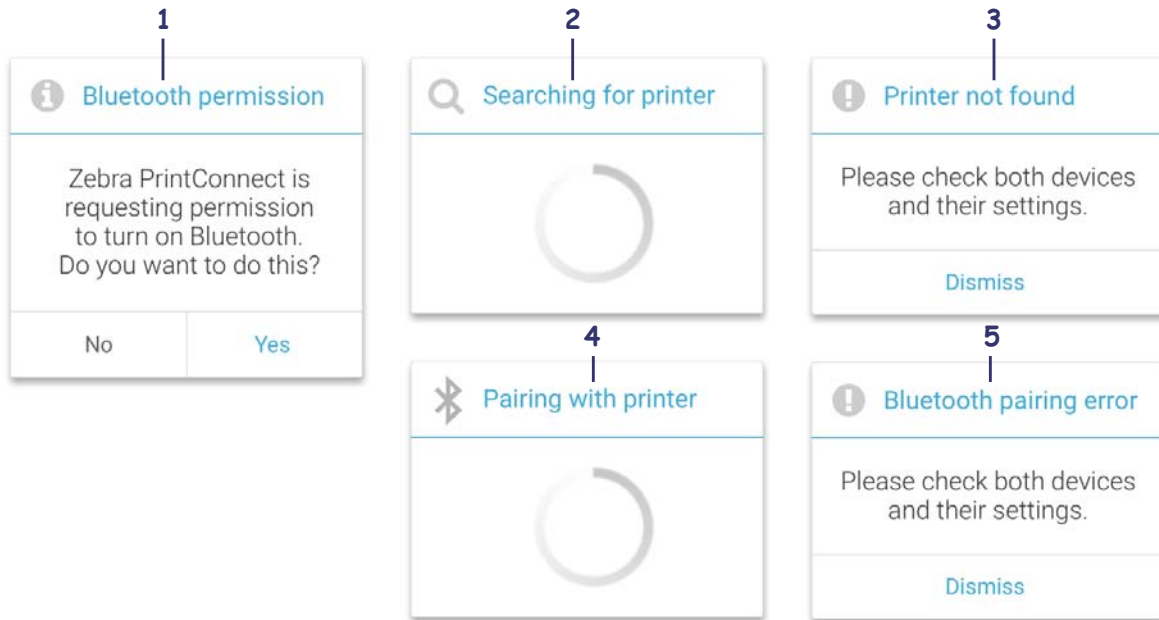 1
Bluetooth permission
Zebra PrintConnect is
requesting permission
to turn on Bluetooth.
Do you want to do this?
No
Yes
2
Searching for printer
3
Printer not found
Please check both devices
and their settings.
Dismiss
4
Pairing with printer
5
Bluetooth pairing error
Please check both devices
and their settings.
Dismiss